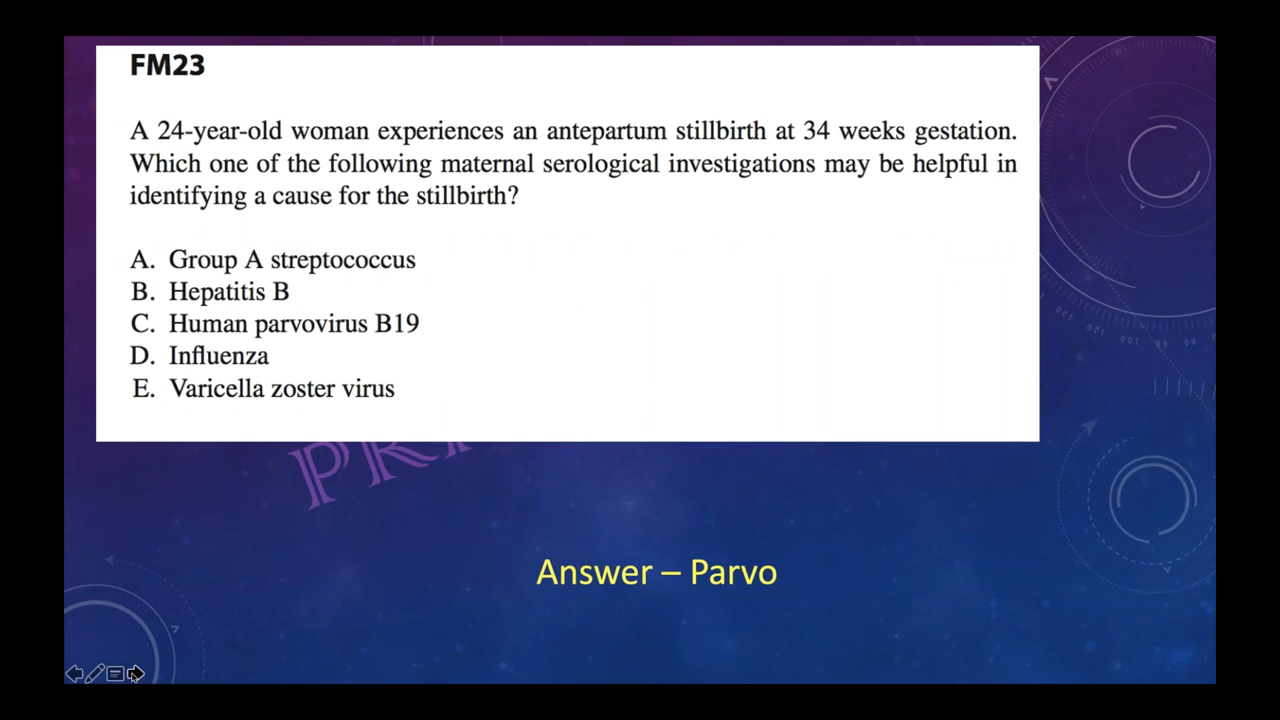 FM23
A 24-year-old woman experiences an antepartum stillbirth at 34 weeks gestation.
Which one of the following maternal serological investigations may be helpful in
identifying a cause for the stillbirth?
A. Group A streptococcus
B. Hepatitis B
C. Human parvovirus B19
D. Influenza
E. Varicella zoster virus
Answer – Parvo